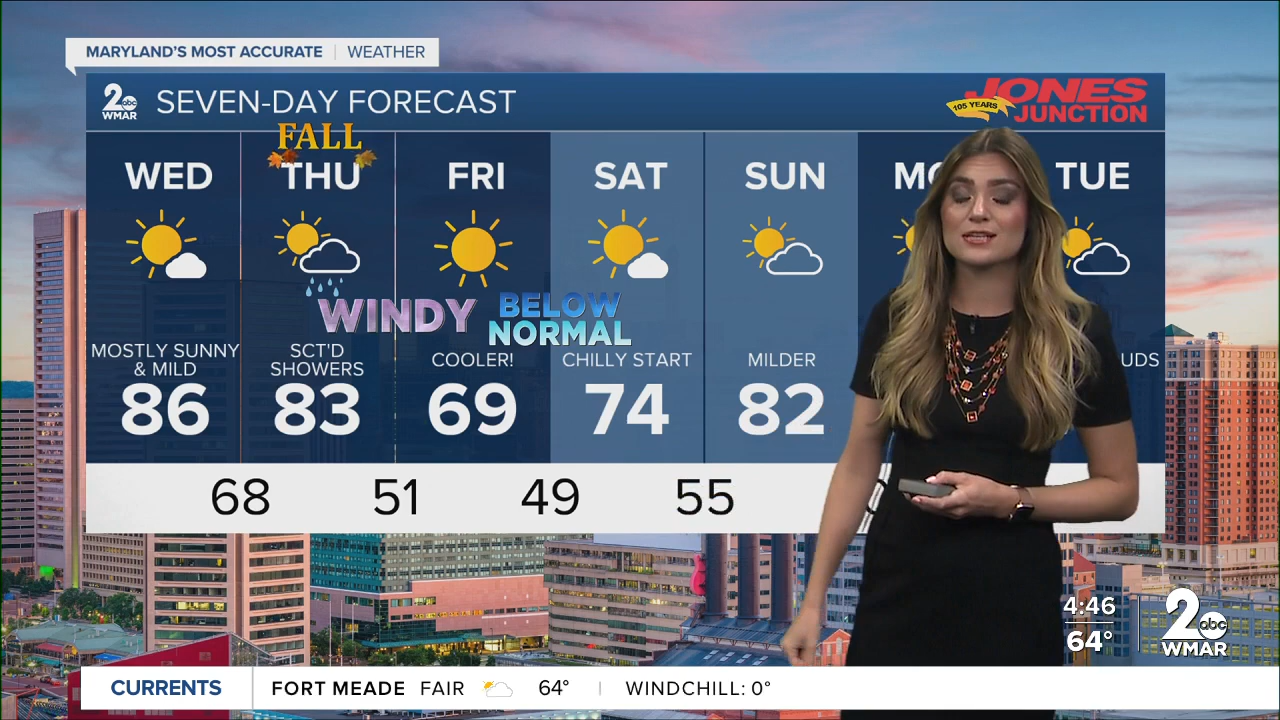 MARYLAND'S MOST ACCURATE | WEATHER
2 abc WMAR
SEVEN-DAY FORECAST
105 YEARS
JONES
JUNCTION
FALL
WED THU FRI SAT SUN TUE
WINDY
BELOW
NORMAL
MOSTLY SUNNY
& MILD
SCT'D
SHOWERS
COOLER!
CHILLY START
MILDER
86 83 69 74 82
68 51 49 55
4:46
64°
2 abc
WMAR
CURRENTS
FORT MEADE FAIR 64° | WINDCHILL: 0°